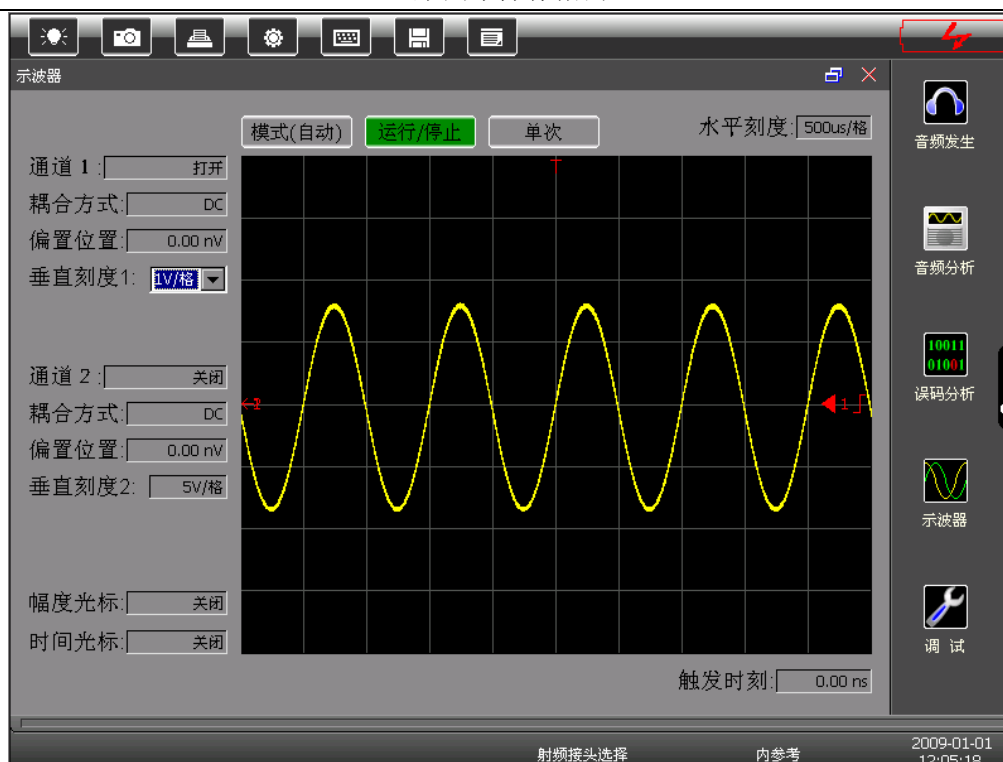 示波器
模式(自动) 运行/停止 单次 水平刻度: 500us/格
通道 1 : 打开
耦合方式: DC
偏置位置: 0.00 nV
垂直刻度1: 1V/格
通道 2 : 关闭
耦合方式: DC
偏置位置: 0.00 nV
垂直刻度2: 5V/格
幅度光标: 关闭
时间光标: 关闭
2
1
触发时刻: 0.00 ns
音频发生
音频分析
10011
01001
误码分析
示波器
调 试
射频接头选择 内参考 2009-01-01
12:05:18